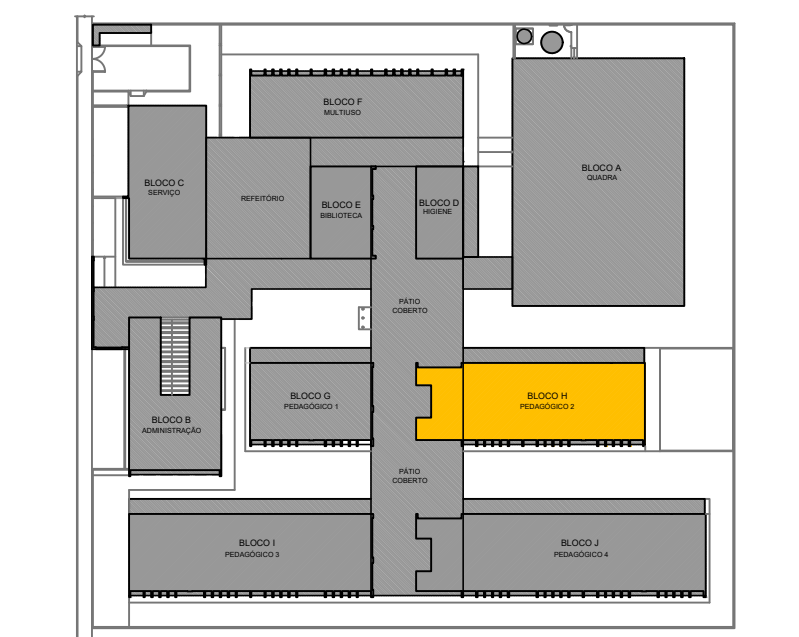 BLOCO F
MULTIUSO
BLOCO A
QUADRA
BLOCO C
SERVIÇO
REFEITÓRIO
BLOCO E
BIBLIOTECA
BLOCO D
HIGIENE
PÁTIO
COBERTO
BLOCO G
PEDAGÓGICO 1
BLOCO H
PEDAGÓGICO 2
BLOCO B
ADMINISTRAÇÃO
PÁTIO
COBERTO
BLOCO I
PEDAGÓGICO 3
BLOCO J
PEDAGÓGICO 4